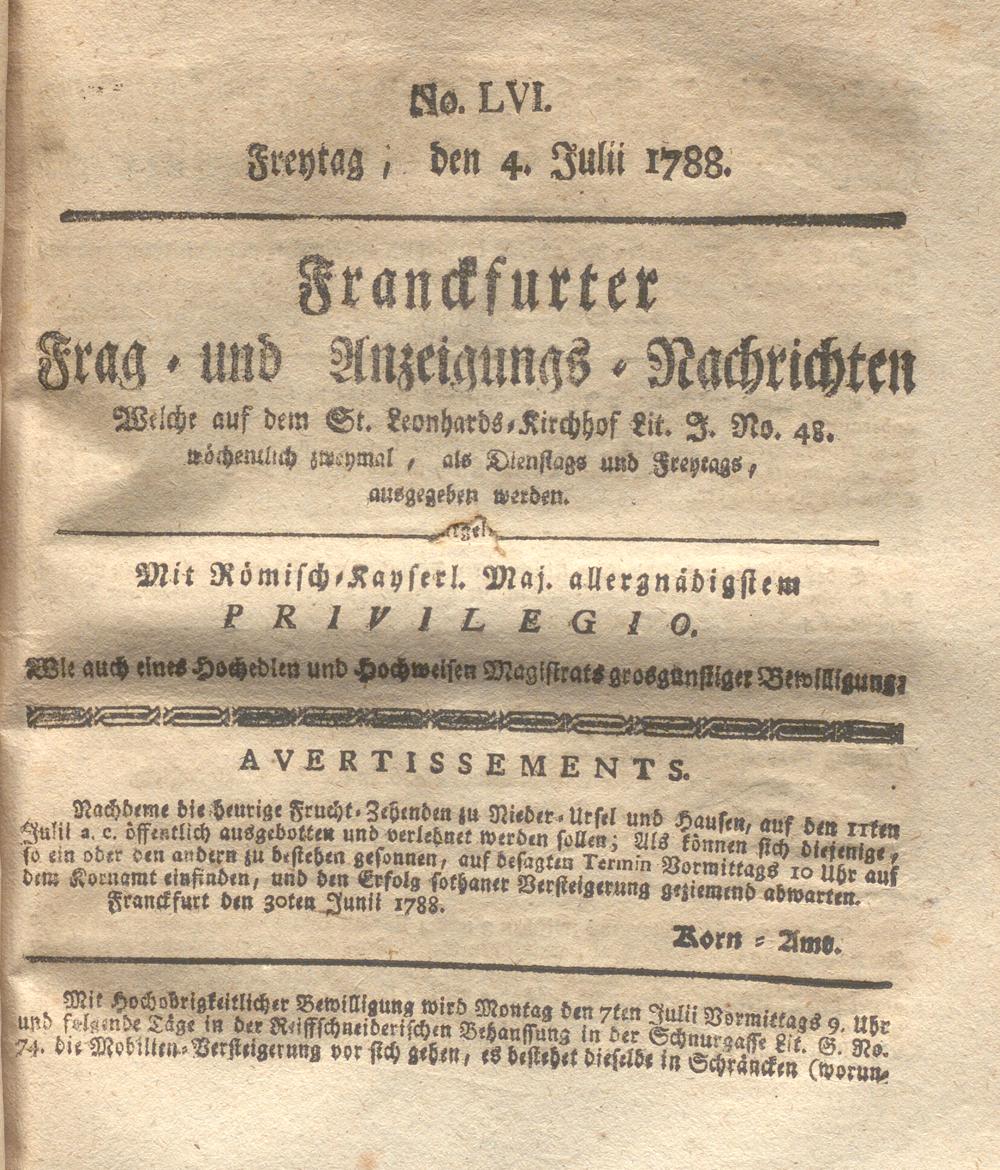 No. LVI.
Freytag, den 4. Julii 1788.
Franckfurter
Frag- und Anzeigungs-Nachrichten
Welche auf dem St. Leonhards-Kirchhof Lit. J. No. 48.
wöchentlich zweymal, als Dienstags und Freytags,
ausgegeben werden.
Mit Römisch-Kayserl. Maj. allergnädigstem
PRIVILEGIO.
Wie auch eines Hochedlen und Hochweisen Magistrats grosgünstiger Bewilligung:
AVERTISSEMENTS.
Nachdeme die heurige Frucht-Zehenden zu Nieder-Ursel und Hausen, auf den 11ten
Julii a. c. öffentlich ausgebotten und verlehnet werden sollen; Als können sich diejenige,
so ein oder den andern zu bestehen gesonnen, auf besagten Termin Vormittags 10 Uhr auf
dem Kornamt einfinden, und den Erfolg sothaner Versteigerung geziemend abwarten.
Franckfurt den 30ten Junii 1788.
Korn-Amt.
Mit Hochobrigkeitlicher Bewilligung wird Montag den 7ten Julii Vormittags 9. Uhr
und folgende Täge in der Reiffschneiderischen Behaussung in der Schnurgasse Lit. G. No.
74. die Mobilien-Versteigerung vor sich gehen, es bestehet dieselde in Schräncken (worun-